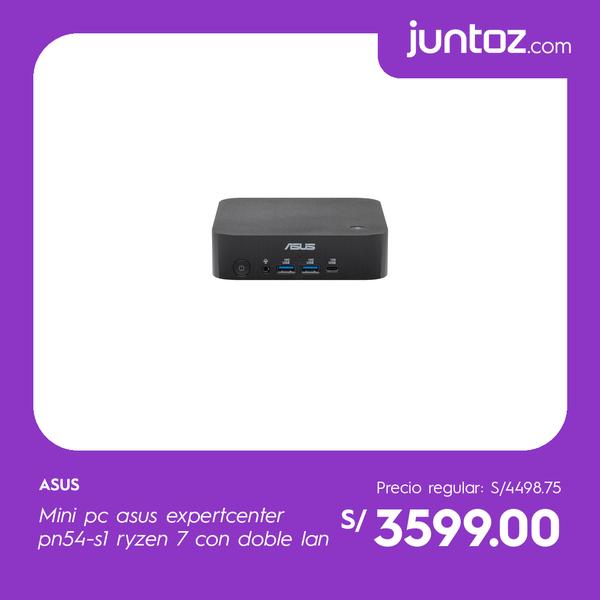 juntoz.com
ASUS
ASUS
Mini pc asus expertcenter
pn54-s1 ryzen 7 con doble lan
Precio regular: S/4498.75
S/ 3599.00